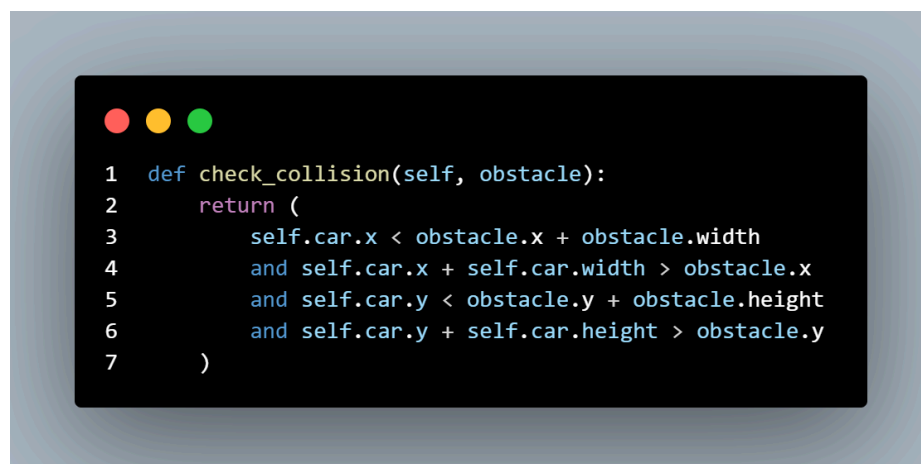 1 def check_collision(self, obstacle):
2     return (
3         self.car.x < obstacle.x + obstacle.width
4         and self.car.x + self.car.width > obstacle.x
5         and self.car.y < obstacle.y + obstacle.height
6         and self.car.y + self.car.height > obstacle.y
7     )